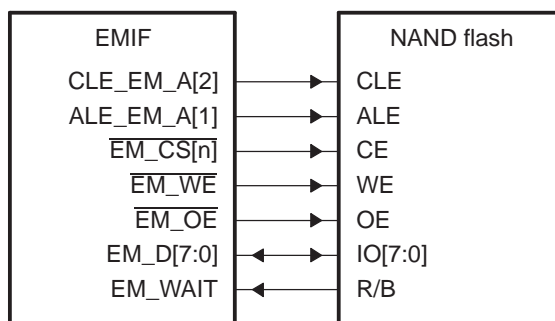 EMIF NAND flash
CLE_EM_A[2] CLE
ALE_EM_A[1] ALE
EM_CS[n] CE
EM_WE WE
EM_OE OE
EM_D[7:0] IO[7:0]
EM_WAIT R/B